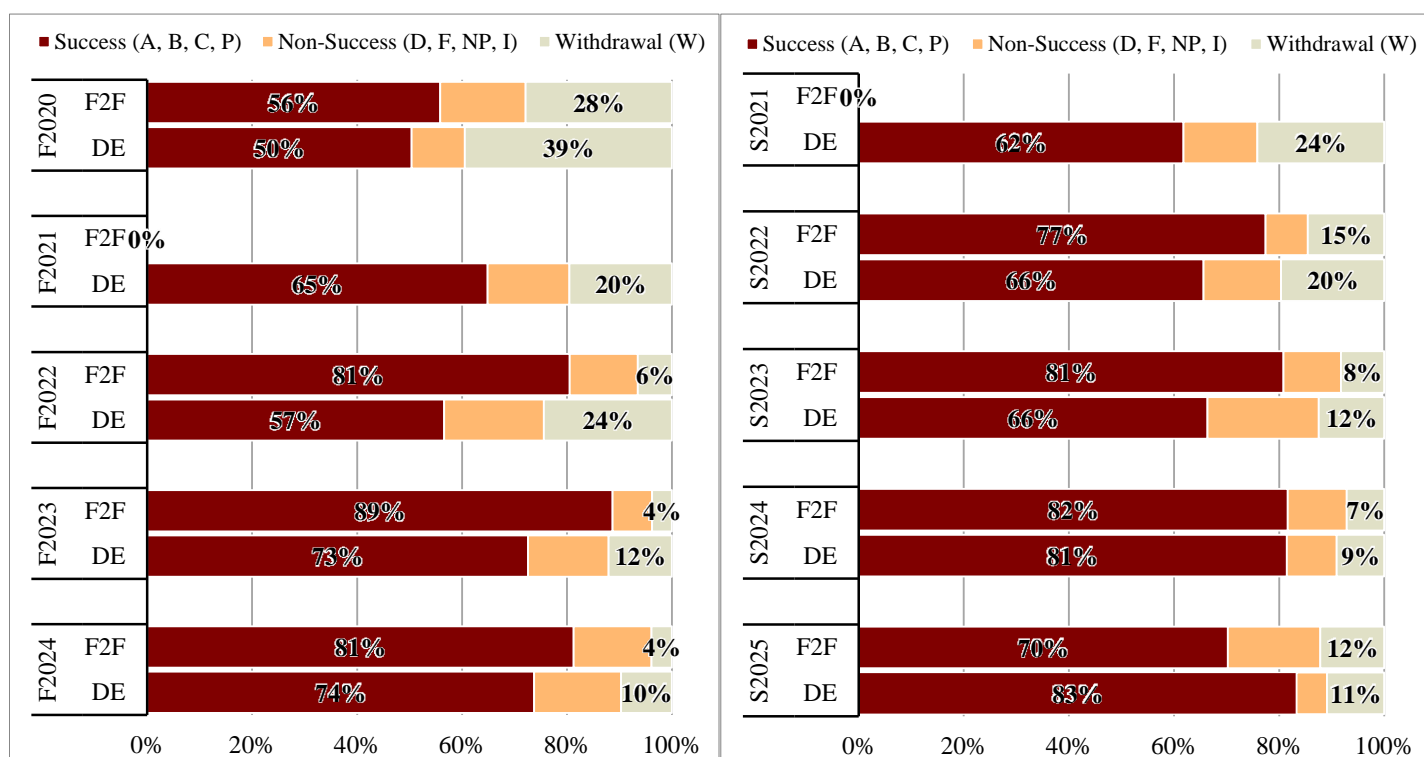 Success (A, B, C, P) Non-Success (D, F, NP, I) Withdrawal (W)
F2020
F2F 56% 28%
DE 50% 39%
F2021
F2F 0%
DE 65% 20%
F2022
F2F 81% 6%
DE 57% 24%
F2023
F2F 89% 4%
DE 73% 12%
F2024
F2F 81% 4%
DE 74% 10%
0% 20% 40% 60% 80% 100%
Success (A, B, C, P) Non-Success (D, F, NP, I) Withdrawal (W)
S2021
F2F 0%
DE 62% 24%
S2022
F2F 77% 15%
DE 66% 20%
S2023
F2F 81% 8%
DE 66% 12%
S2024
F2F 82% 7%
DE 81% 9%
S2025
F2F 70% 12%
DE 83% 11%
0% 20% 40% 60% 80% 100%